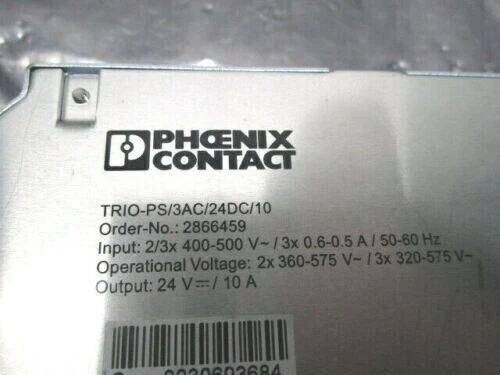 PHŒNIX
CONTACT
TRIO-PS/3AC/24DC/10
Order-No.: 2866459
Input: 2/3x 400-500 V~ / 3x 0.6-0.5 A / 50-60 Hz
Operational Voltage: 2x 360-575 V~ / 3x 320-575 V~
Output: 24 V⎓/ 10 A